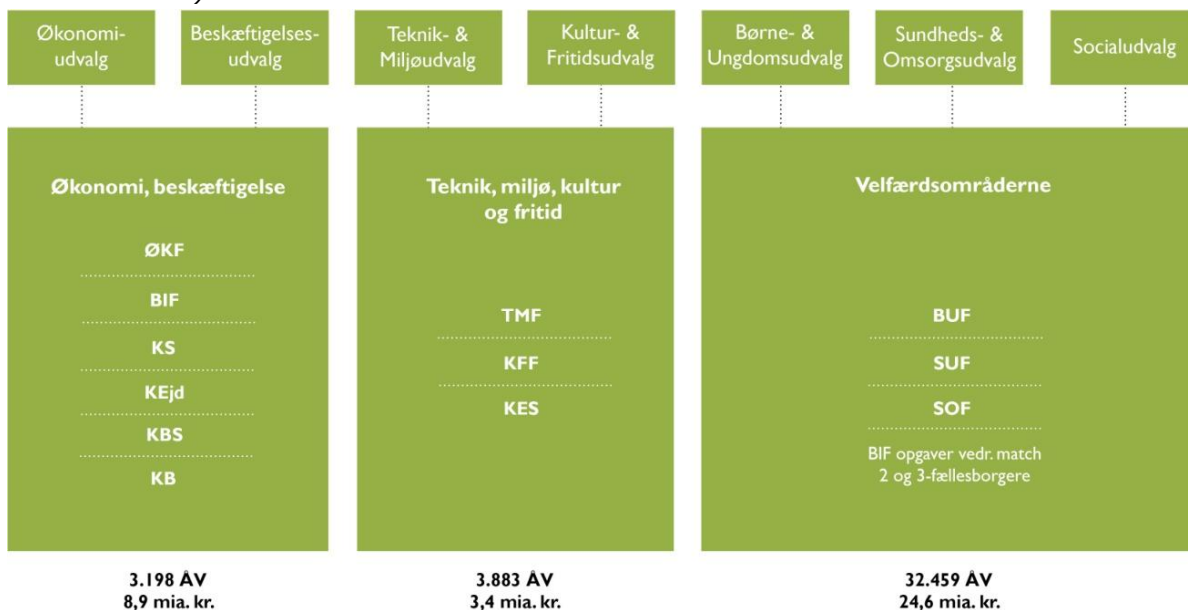 Økonomi-
udvalg
Beskæftigelses-
udvalg
Teknik- &
Miljøudvalg
Kultur- &
Fritidsudvalg
Børne- &
Ungdomsudvalg
Sundheds- &
Omsorgsudvalg
Socialudvalg
Økonomi, beskæftigelse
ØKF
BIF
KS
KEjd
KBS
KB
3.198 ÅV
8,9 mia. kr.
Teknik, miljø, kultur
og fritid
TMF
KFF
KES
3.883 ÅV
3,4 mia. kr.
Velfærdsområderne
BUF
SUF
SOF
BIF opgaver vedr. match
2 og 3-fællesborgere
32.459 ÅV
24,6 mia. kr.